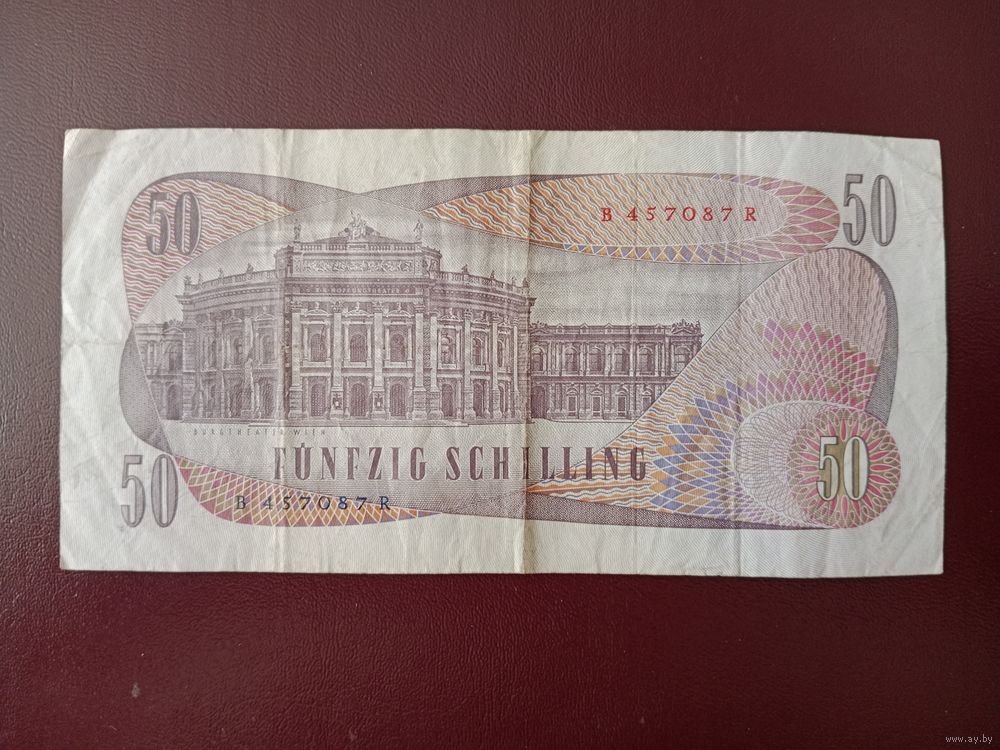 50
B 457087 R
50
BURGTHEATER WIEN
FÜNFZIG SCHILLING
50
B 457087 R
50
www.ay.by